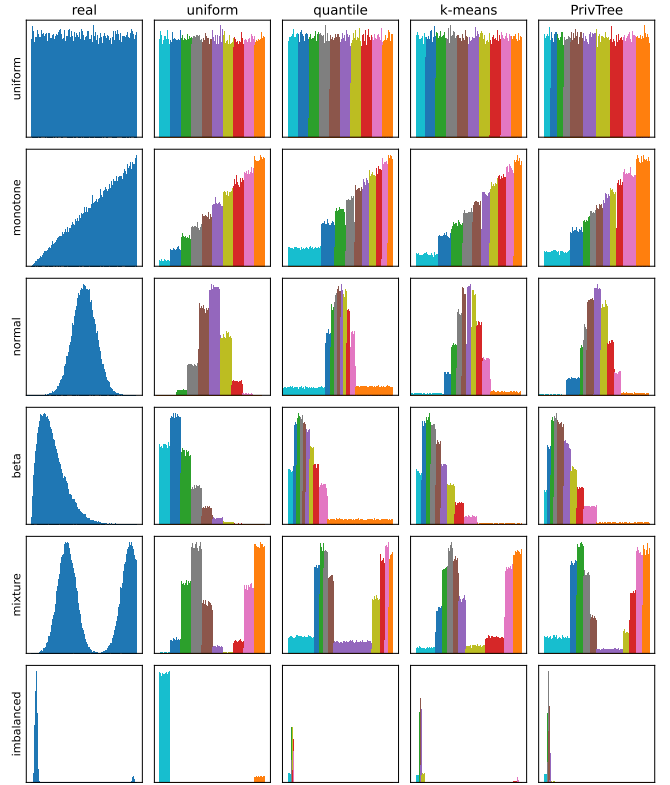 real uniform quantile k-means PrivTree
uniform
monotone
normal
beta
mixture
imbalanced